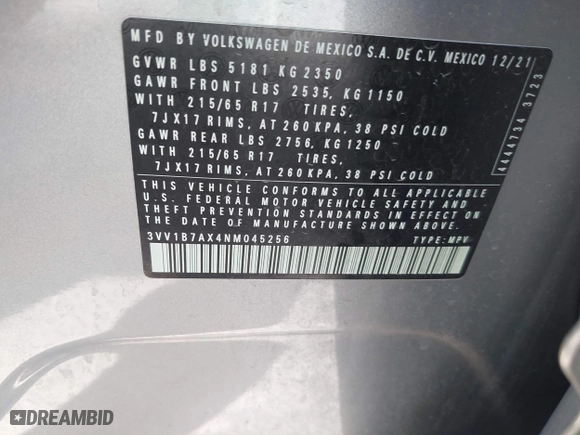 MFD BY VOLKSWAGEN DE MEXICO S.A. DE C.V. MEXICO 12/21
GVWR LBS 5181 KG 2350
GAWR FRONT LBS 2535, KG 1150
WITH 215/65 R17 TIRES,
7JX17 RIMS, AT 260 KPA, 38 PSI COLD
GAWR REAR LBS 2756, KG 1250
WITH 215/65 R17 TIRES,
7JX17 RIMS, AT 260 KPA, 38 PSI COLD
THIS VEHICLE CONFORMS TO ALL APPLICABLE
U.S. FEDERAL MOTOR VEHICLE SAFETY AND
THEFT PREVENTION STANDARDS IN EFFECT ON
THE DATE OF MANUFACTURE SHOWN ABOVE.
3VV1B7AX4NM045256 TYPE: MPV
4444734 3723
DREAMBID